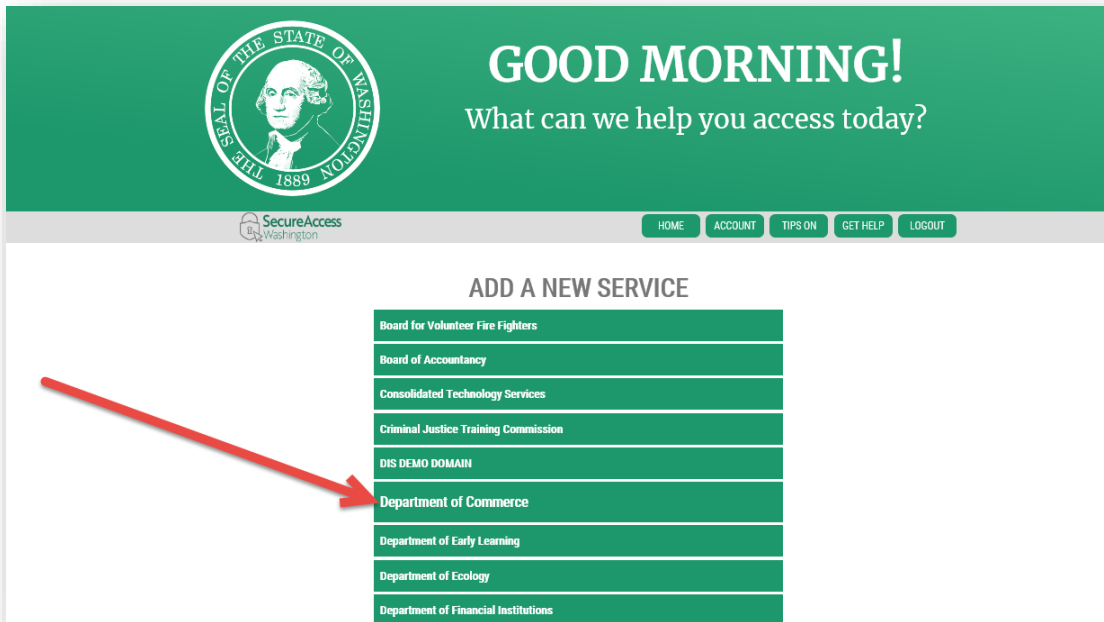 THE SEAL OF THE STATE OF WASHINGTON
1889
GOOD MORNING!
What can we help you access today?
SecureAccess
Washington
HOME
ACCOUNT
TIPS ON
GET HELP
LOGOUT
ADD A NEW SERVICE
Board for Volunteer Fire Fighters
Board of Accountancy
Consolidated Technology Services
Criminal Justice Training Commission
DIS DEMO DOMAIN
Department of Commerce
Department of Early Learning
Department of Ecology
Department of Financial Institutions